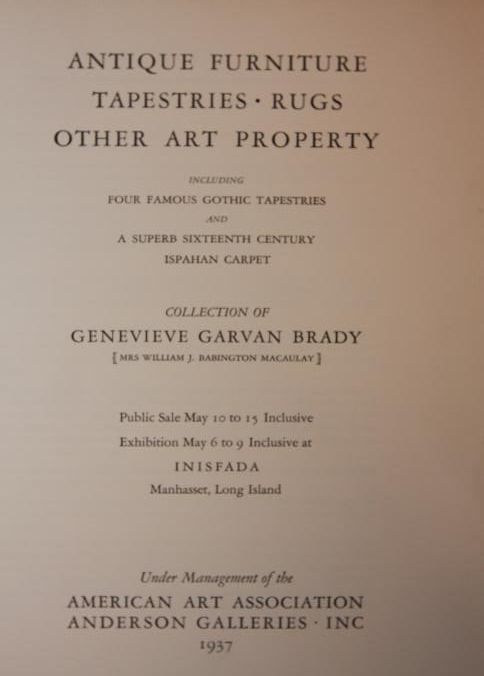 ANTIQUE FURNITURE
TAPESTRIES · RUGS
OTHER ART PROPERTY
INCLUDING
FOUR FAMOUS GOTHIC TAPESTRIES
AND
A SUPERB SIXTEENTH CENTURY
ISPAHAN CARPET
COLLECTION OF
GENEVIEVE GARVAN BRADY
[MRS WILLIAM J. BABINGTON MACAULAY]
Public Sale May 10 to 15 Inclusive
Exhibition May 6 to 9 Inclusive at
INISFADA
Manhasset, Long Island
Under Management of the
AMERICAN ART ASSOCIATION
ANDERSON GALLERIES · INC
1937